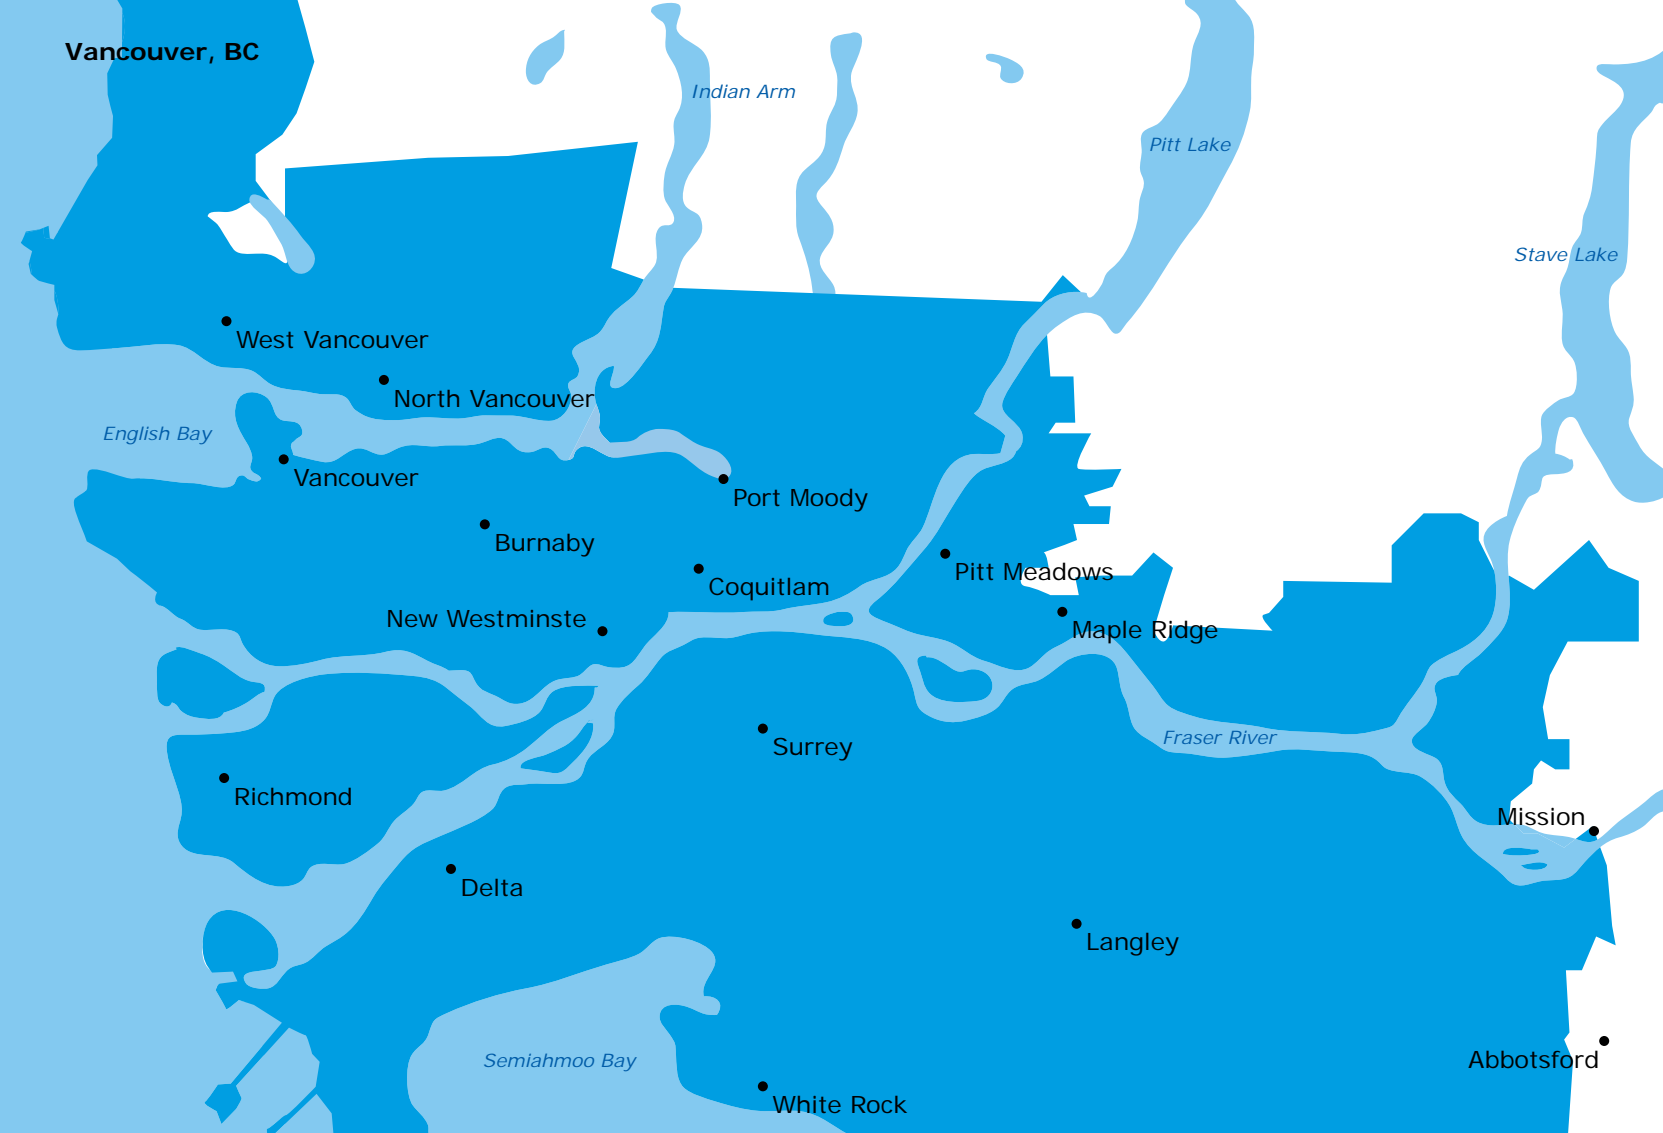 Vancouver, BC
Indian Arm
Pitt Lake
Stave Lake
West Vancouver
North Vancouver
English Bay
Vancouver
Port Moody
Burnaby
Pitt Meadows
Coquitlam
New Westminste
Maple Ridge
Fraser River
Surrey
Richmond
Mission
Delta
Langley
Semiahmoo Bay
Abbotsford
White Rock